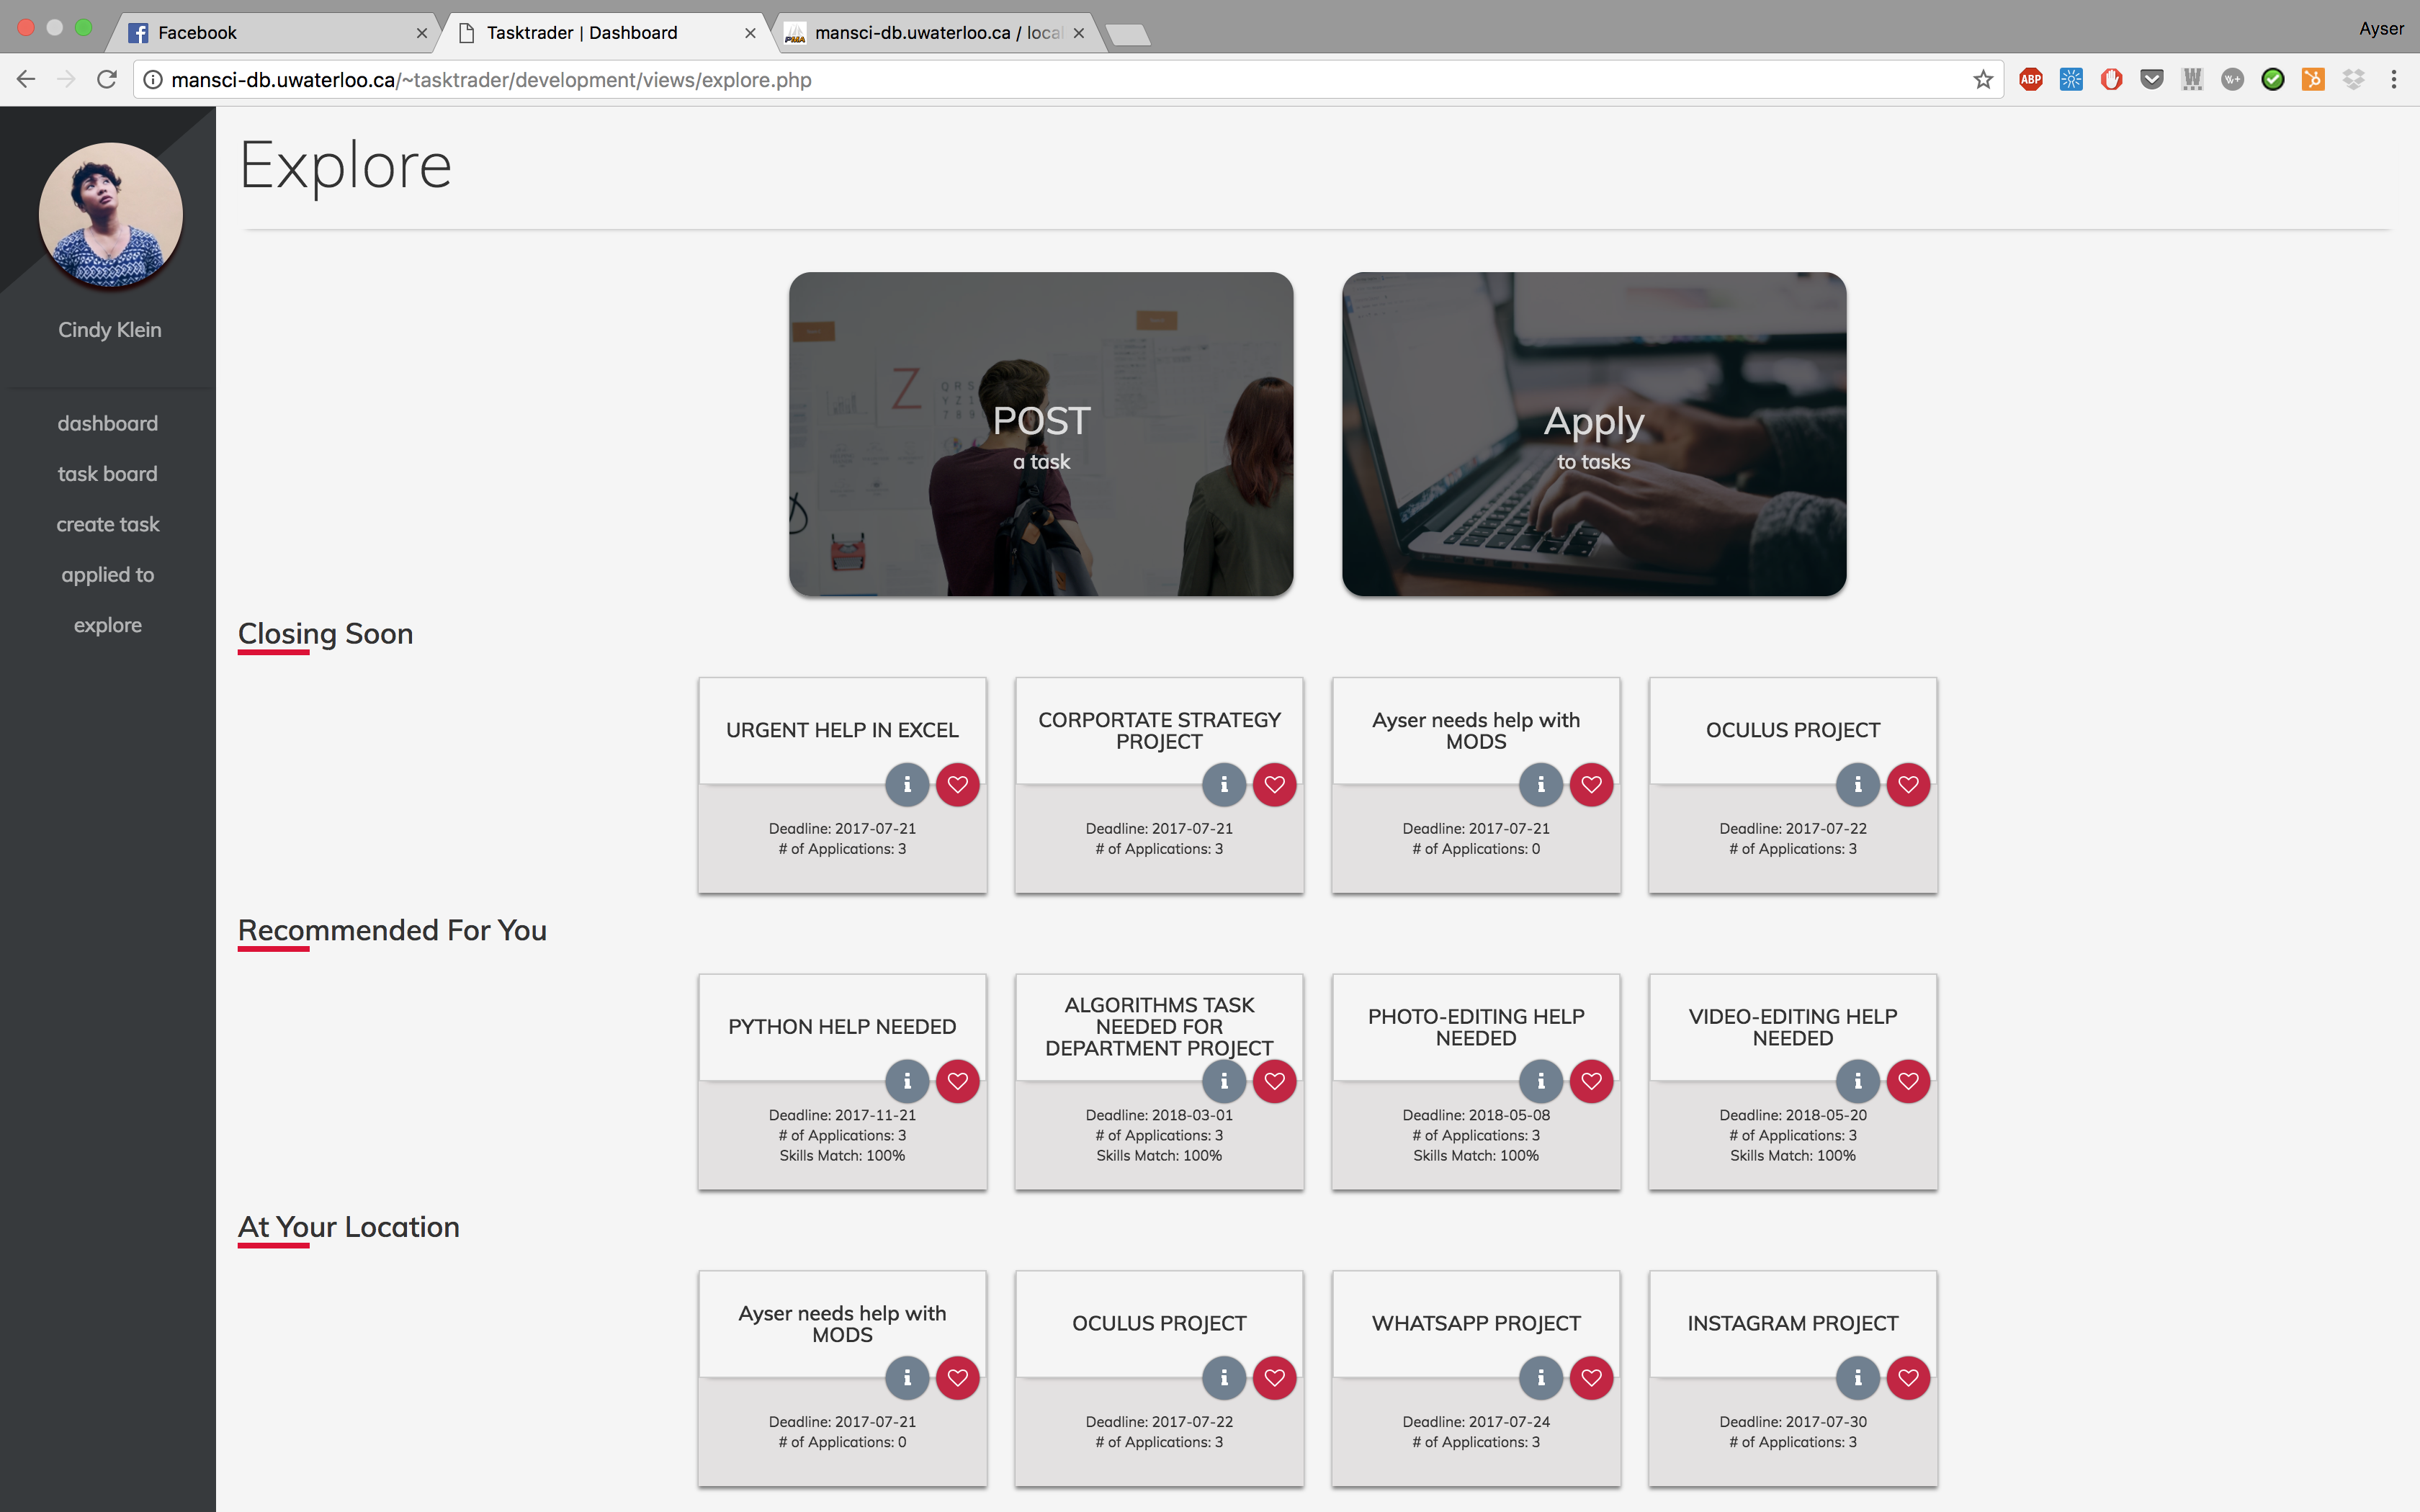 Facebook
Tasktrader | Dashboard
mansci-db.uwaterloo.ca / local
Ayser
mansci-db.uwaterloo.ca/~tasktrader/development/views/explore.php
ABP
W
W+
Cindy Klein
dashboard
task board
create task
applied to
explore
Explore
POST
a task
Apply
to tasks
Closing Soon
URGENT HELP IN EXCEL
Deadline: 2017-07-21
# of Applications: 3
CORPORTATE STRATEGY
PROJECT
Deadline: 2017-07-21
# of Applications: 3
Ayser needs help with
MODS
Deadline: 2017-07-21
# of Applications: 0
OCULUS PROJECT
Deadline: 2017-07-22
# of Applications: 3
Recommended For You
PYTHON HELP NEEDED
Deadline: 2017-11-21
# of Applications: 3
Skills Match: 100%
ALGORITHMS TASK
NEEDED FOR
DEPARTMENT PROJECT
Deadline: 2018-03-01
# of Applications: 3
Skills Match: 100%
PHOTO-EDITING HELP
NEEDED
Deadline: 2018-05-08
# of Applications: 3
Skills Match: 100%
VIDEO-EDITING HELP
NEEDED
Deadline: 2018-05-20
# of Applications: 3
Skills Match: 100%
At Your Location
Ayser needs help with
MODS
Deadline: 2017-07-21
# of Applications: 0
OCULUS PROJECT
Deadline: 2017-07-22
# of Applications: 3
WHATSAPP PROJECT
Deadline: 2017-07-24
# of Applications: 3
INSTAGRAM PROJECT
Deadline: 2017-07-30
# of Applications: 3